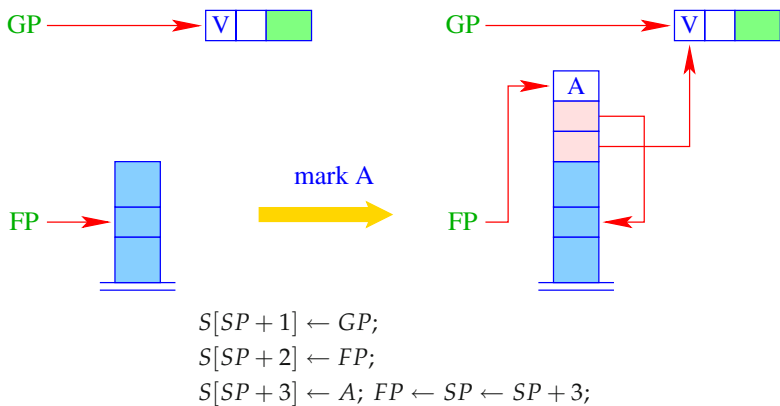 GP V GP V
A
mark A
FP FP
S[SP + 1] ← GP;
S[SP + 2] ← FP;
S[SP + 3] ← A; FP ← SP ← SP + 3;